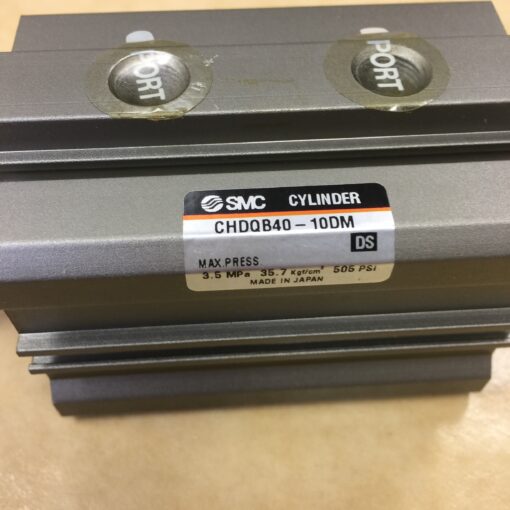 PORT
PORT
SMC CYLINDER
CHDQB40-10DM
DS
MAX.PRESS
3.5 MPa 35.7 Kgf/cm² 505 PSi
MADE IN JAPAN